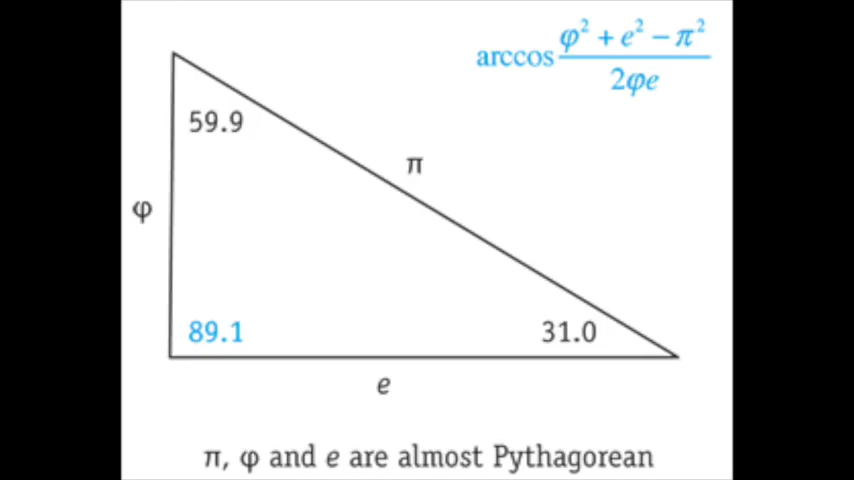 arccos φ² + e² − π²
2φe
59.9
π
φ
89.1
31.0
e
π, φ and e are almost Pythagorean